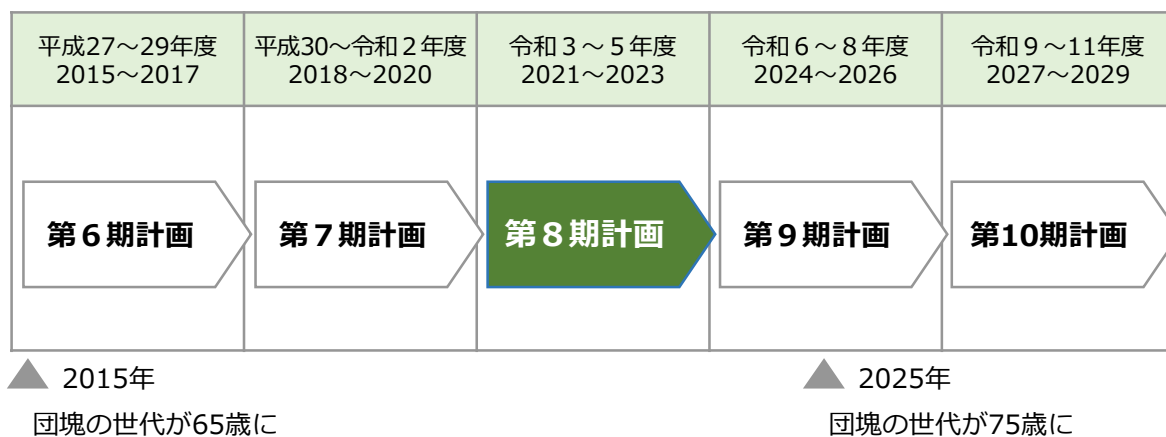 平成27～29年度
2015～2017
平成30～令和２年度
2018～2020
令和３～５年度
2021～2023
令和６～８年度
2024～2026
令和９～11年度
2027～2029
第６期計画
第７期計画
第８期計画
第９期計画
第10期計画
2015年
団塊の世代が65歳に
2025年
団塊の世代が75歳に